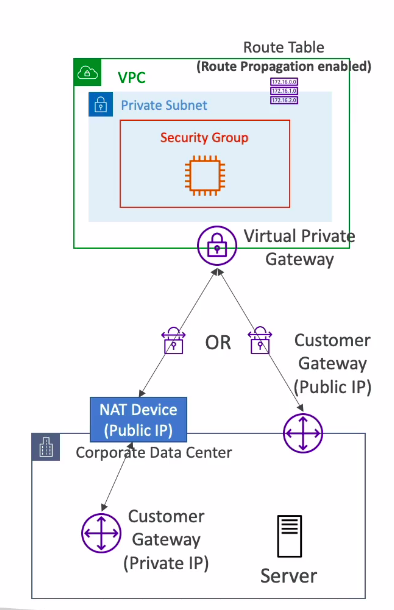 Route Table
(Route Propagation enabled)
VPC
172.16.0.0
172.16.1.0
172.16.2.0
Private Subnet
Security Group
Virtual Private
Gateway
OR
Customer
Gateway
(Public IP)
NAT Device
(Public IP)
Corporate Data Center
Customer
Gateway
(Private IP)
Server